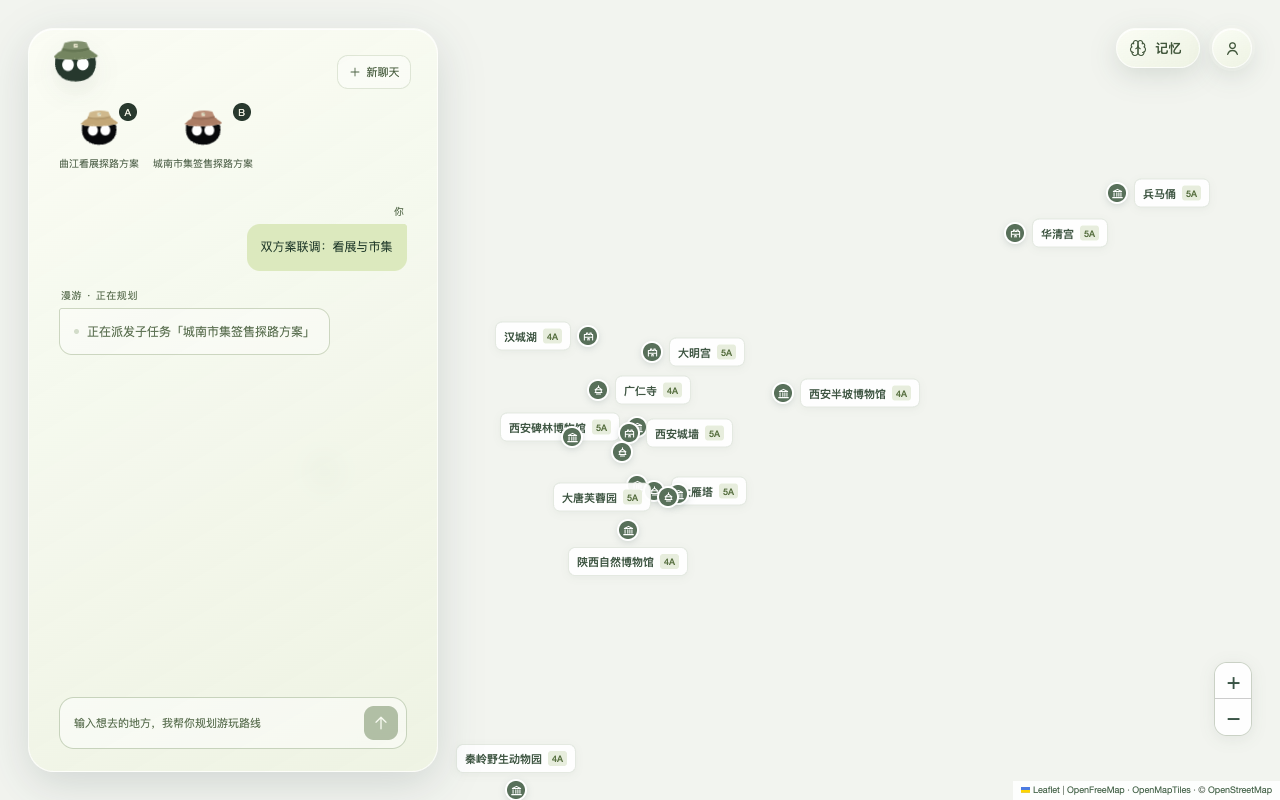 新聊天
A
B
曲江看展探路方案
城南市集签售探路方案
你
双方案联调：看展与市集
漫游 · 正在规划
正在派发子任务「城南市集签售探路方案」
输入想去的地方，我帮你规划游玩路线
记忆
兵马俑 5A
华清宫 5A
汉城湖 4A
大明宫 5A
广仁寺 4A
西安半坡博物馆 4A
西安碑林博物馆 5A
西安城墙 5A
大唐芙蓉园 5A
雁塔 5A
陕西自然博物馆 4A
秦岭野生动物园 4A
+
−
Leaflet | OpenFreeMap · OpenMapTiles · © OpenStreetMap